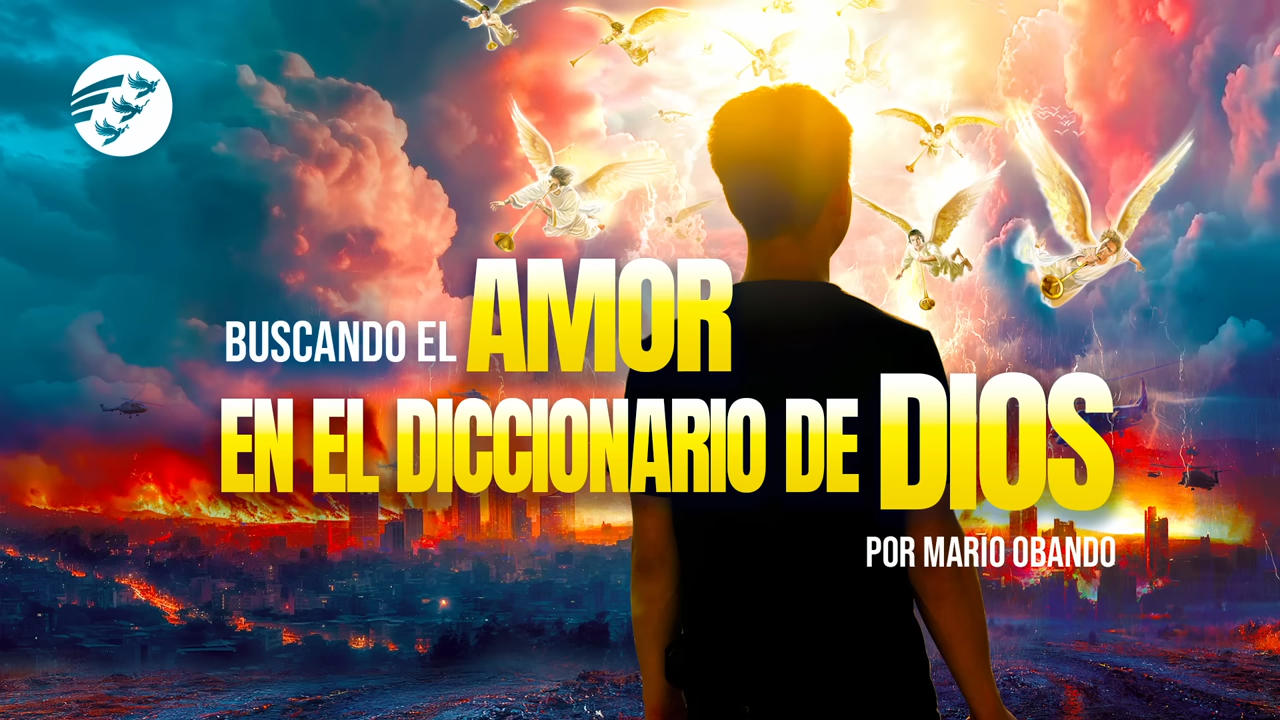 BUSCANDO EL AMOR
EN EL DICCIONARIO DE DIOS
POR MARIO OBANDO